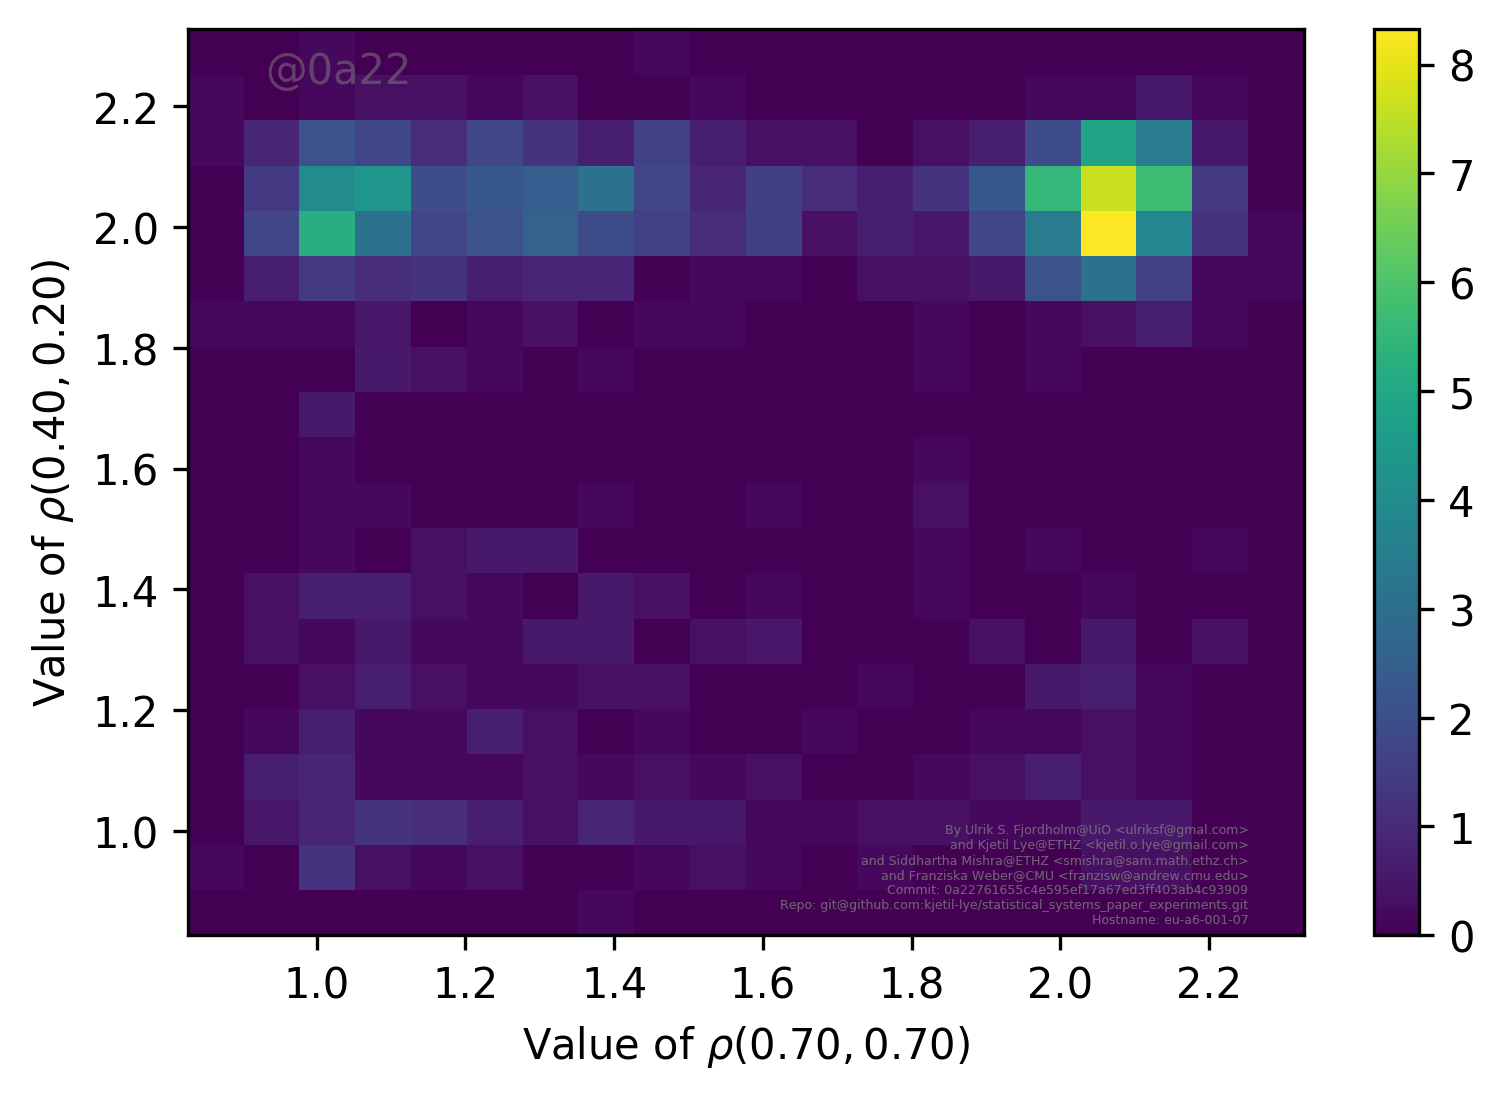 @0a22
2.2
2.0
1.8
1.6
1.4
1.2
1.0
Value of ρ(0.40, 0.20)
1.0 1.2 1.4 1.6 1.8 2.0 2.2
Value of ρ(0.70, 0.70)
8
7
6
5
4
3
2
1
0
By Ulrik S. Fjordholm@UiO <ulriksf@gmal.com>
and Kjetil Lye@ETHZ <kjetil.o.lye@gmail.com>
and Siddhartha Mishra@ETHZ <smishra@sam.math.ethz.ch>
and Franziska Weber@CMU <franzisw@andrew.cmu.edu>
Commit: 0a22761655c4e595ef17a67ed3ff403ab4c93909
Repo: git@github.com:kjetil-lye/statistical_systems_paper_experiments.git
Hostname: eu-a6-001-07